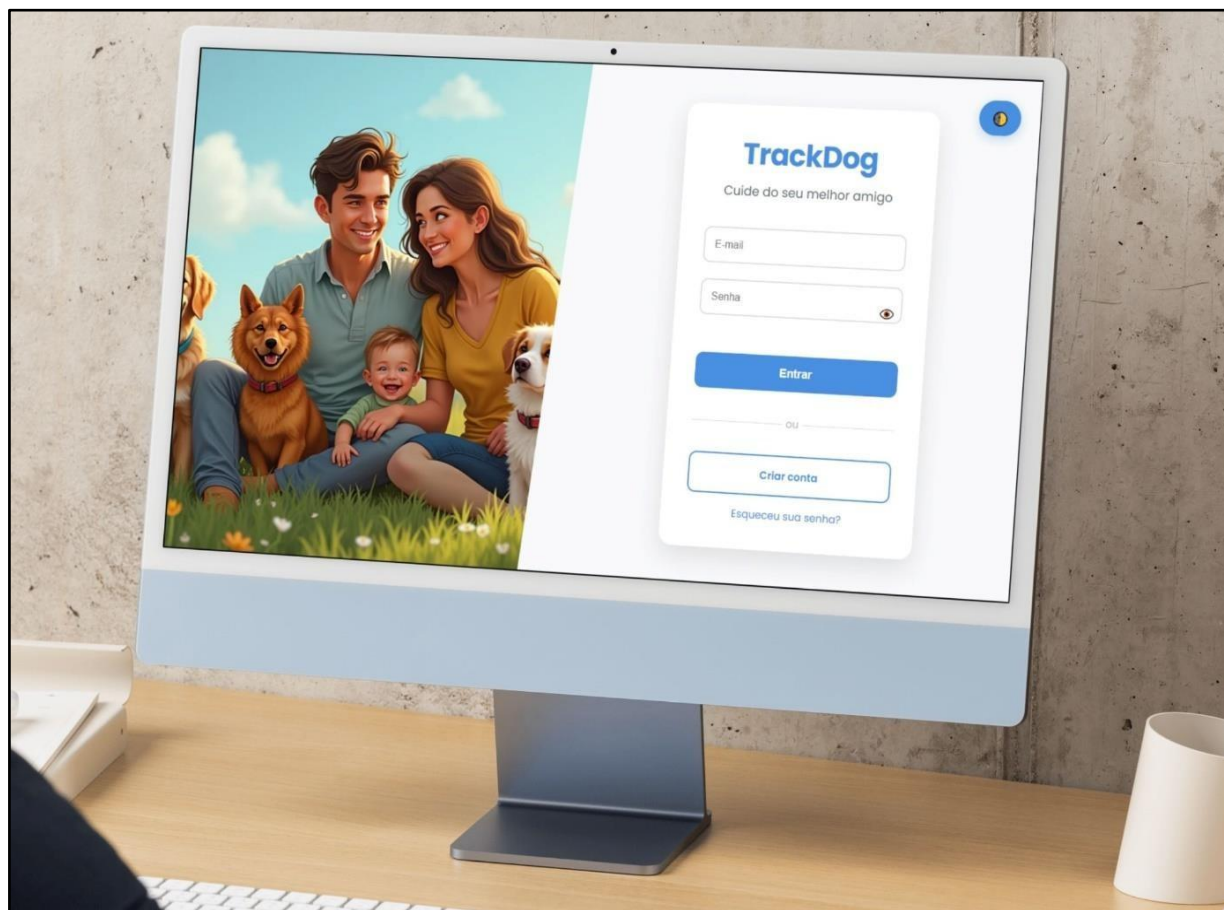 TrackDog
Cuide do seu melhor amigo
E-mail
Senha
Entrar
ou
Criar conta
Esqueceu sua senha?